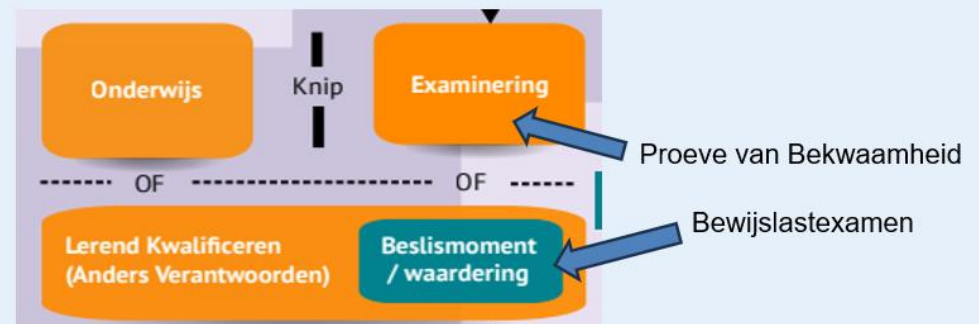 Onderwijs
Knip
Examinering
Proeve van Bekwaamheid
OF
OF
Bewijslastexamen
Lerend Kwalificeren
(Anders Verantwoorden)
Beslismoment
/ waardering